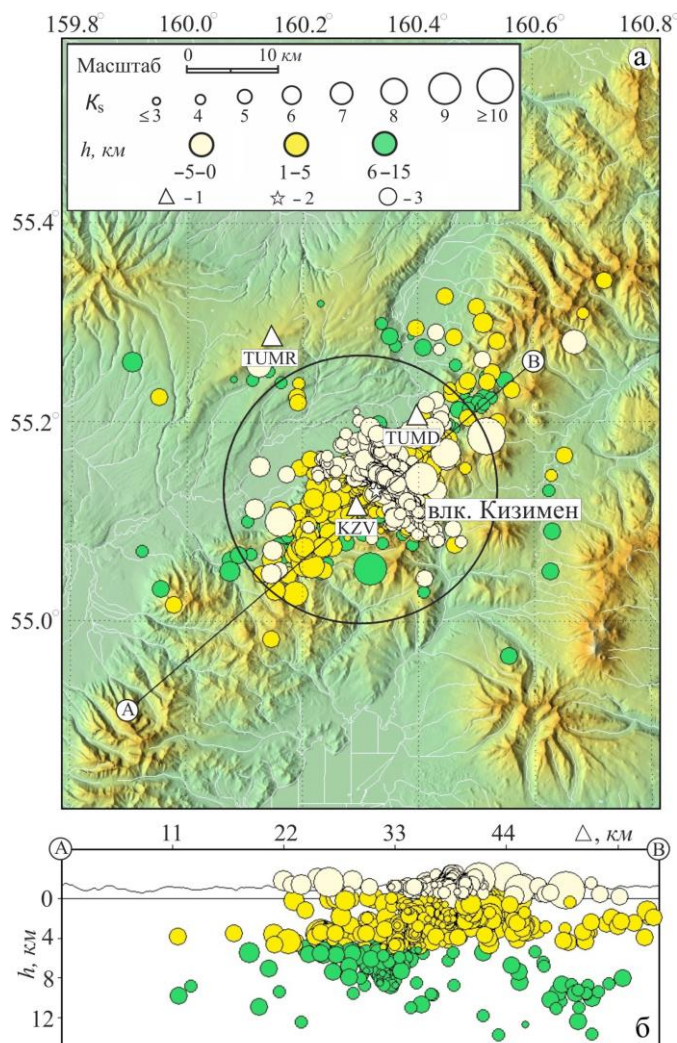 159.8° 160.0° 160.2° 160.4° 160.6° 160.8°
Масштаб 0 10 км
а
Ks ≤3 4 5 6 7 8 9 ≥10
h, км
-5-0 1-5 6-15
-1 -2 -3
55.4°
TUMR
В
55.2°
TUMD
влк. Кизимен
KZV
55.0°
А
А 11 22 33 44 Δ, км В
0
4
8
12
h, км
б